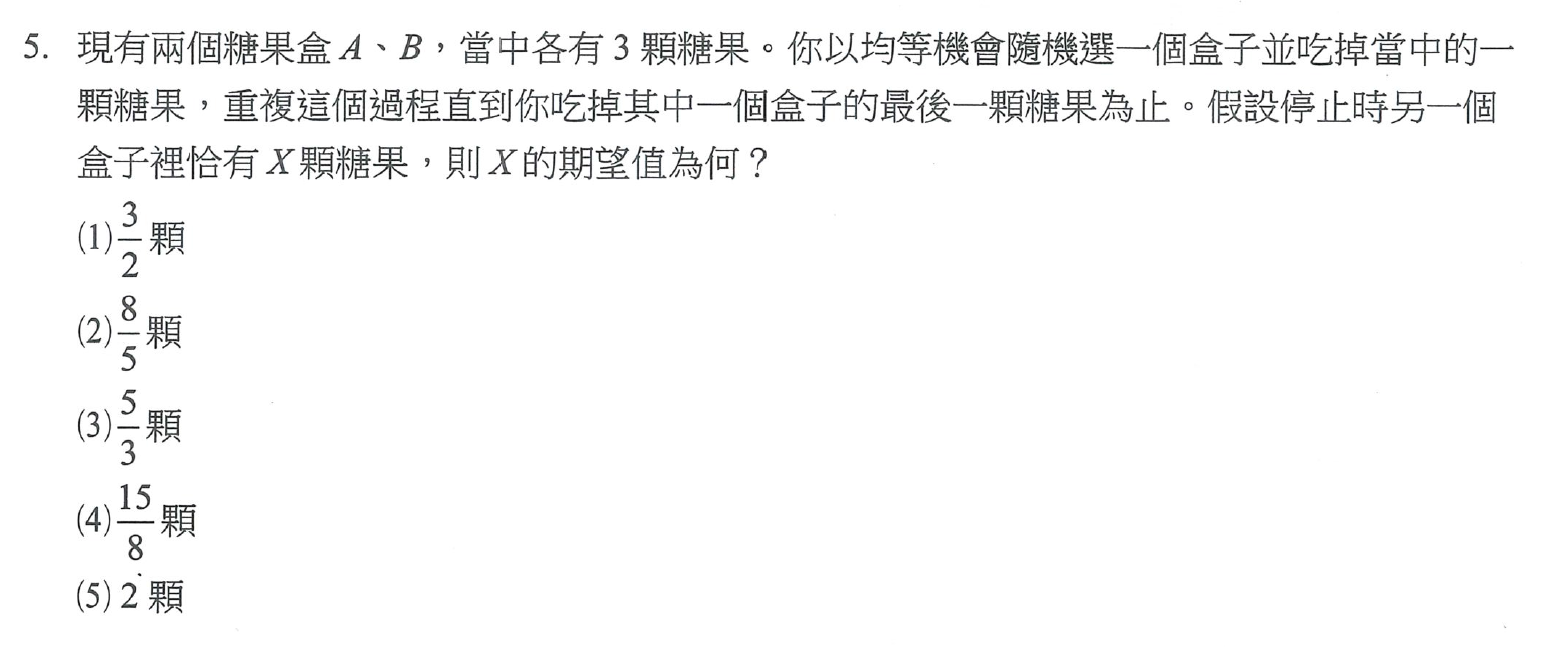 5. 現有兩個糖果盒 A、B，當中各有 3 顆糖果。你以均等機會隨機選一個盒子並吃掉當中的一
顆糖果，重複這個過程直到你吃掉其中一個盒子的最後一顆糖果為止。假設停止時另一個
盒子裡恰有 X 顆糖果，則 X 的期望值為何？
(1) 3/2 顆
(2) 8/5 顆
(3) 5/3 顆
(4) 15/8 顆
(5) 2 顆